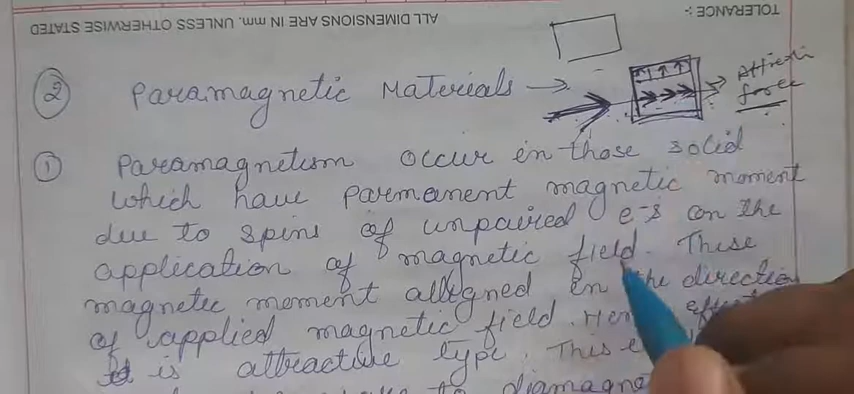 ALL DIMENSIONS ARE IN mm. UNLESS OTHERWISE STATED
TOLERANCE :-
② Paramagnetic Materials → 
force
① Paramagnetism occur in those solid
which have parmanent magnetic moment
due to spins of unpaired e-s on the
application of magnetic field. These
magnetic moment alligned in the direction
of applied magnetic field. Hen
is attractive type. This e
to diamagne